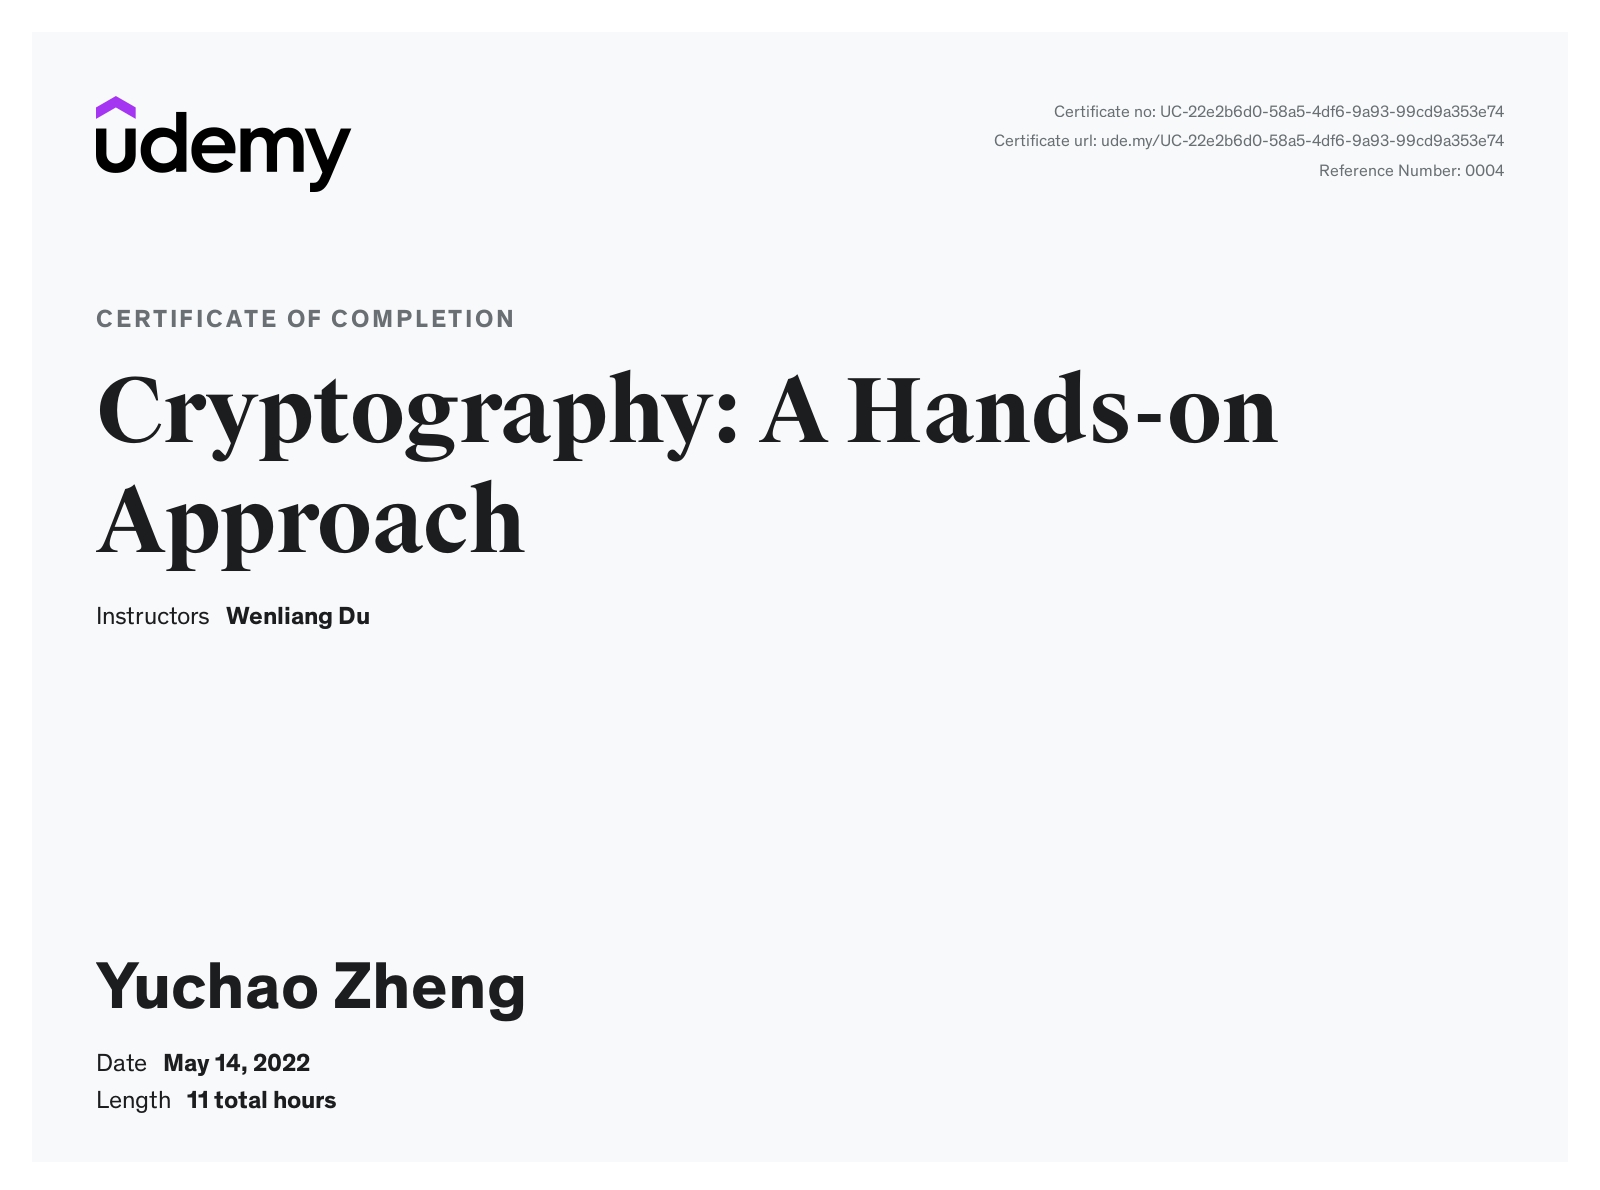 udemy
Certificate no: UC-22e2b6d0-58a5-4df6-9a93-99cd9a353e74
Certificate url: ude.my/UC-22e2b6d0-58a5-4df6-9a93-99cd9a353e74
Reference Number: 0004
CERTIFICATE OF COMPLETION
Cryptography: A Hands-on
Approach
Instructors Wenliang Du
Yuchao Zheng
Date May 14, 2022
Length 11 total hours